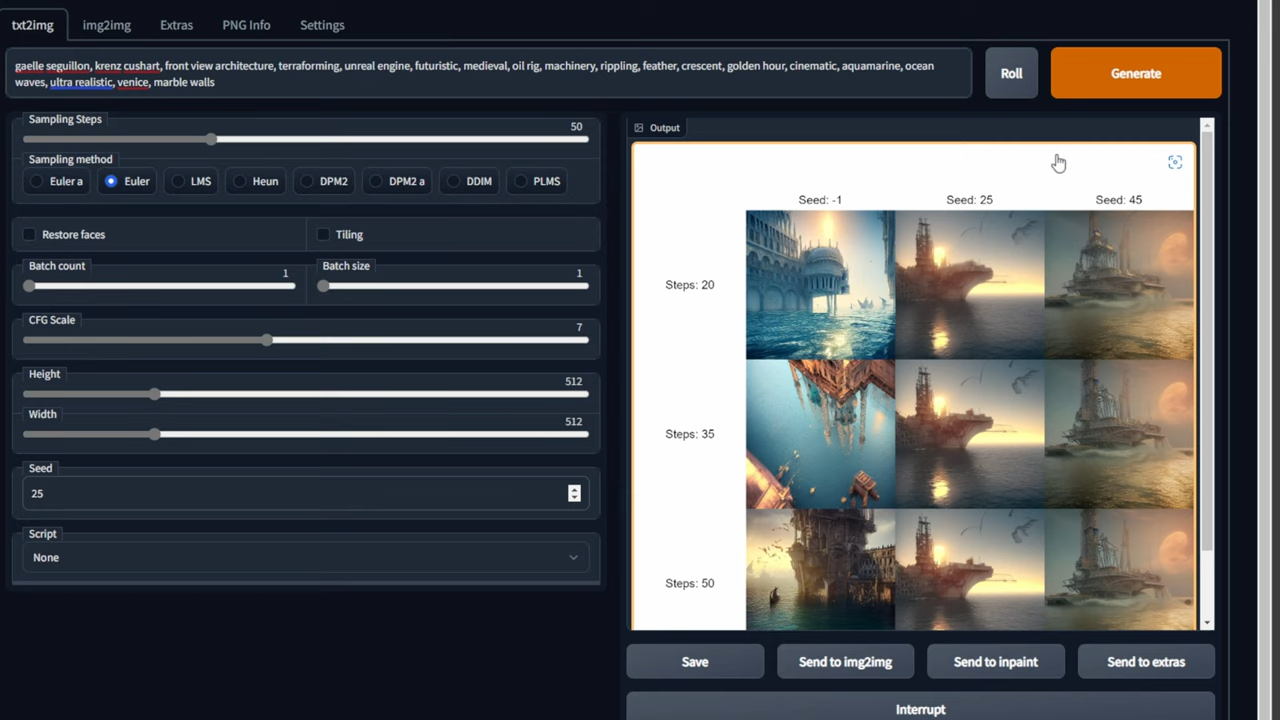 txt2img
img2img
Extras
PNG Info
Settings
gaelle seguillon, krenz cushart, front view architecture, terraforming, unreal engine, futuristic, medieval, oil rig, machinery, rippling, feather, crescent, golden hour, cinematic, aquamarine, ocean
waves, ultra realistic, venice, marble walls
Roll
Generate
Sampling Steps
50
Sampling method
Euler a
Euler
LMS
Heun
DPM2
DPM2 a
DDIM
PLMS
Restore faces
Tiling
Batch count
1
Batch size
1
CFG Scale
7
Height
512
Width
512
Seed
25
Script
None
Output
Seed: -1
Seed: 25
Seed: 45
Steps: 20
Steps: 35
Steps: 50
Save
Send to img2img
Send to inpaint
Send to extras
Interrupt